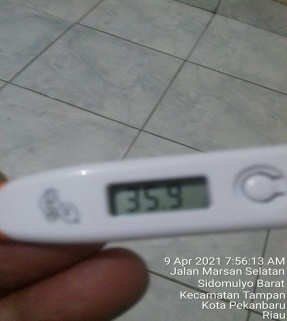 35.9
9 Apr 2021 7:56:13 AM
Jalan Marsan Selatan
Sidomulyo Barat
Kecamatan Tampan
Kota Pekanbaru
Riau